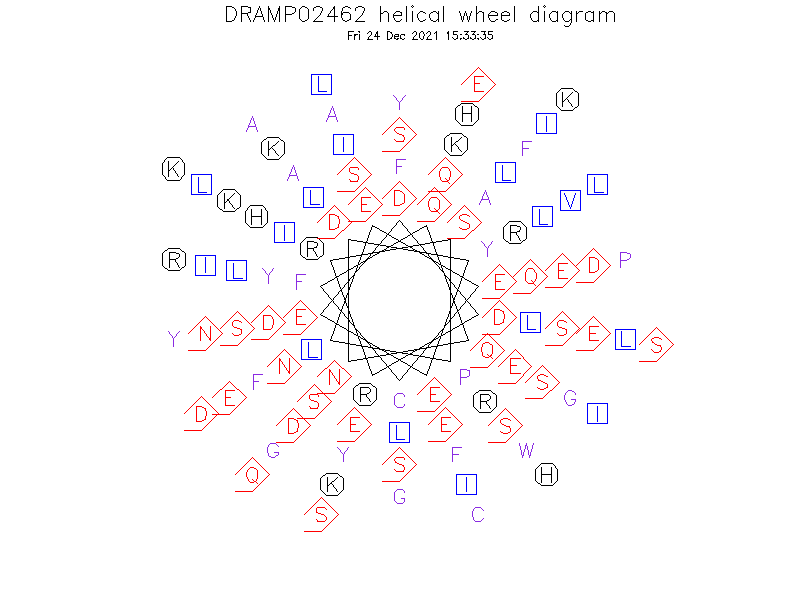 DRAMP02462 helical wheel diagram
Fri 24 Dec 2021 15:33:35
L E
Y K
A H
A I
S
K I K F
K A S F Q L
L L
K L E D Q A V
H D S L
I R
R Y
R I L D P
Y F E Q E
S D E D L S
Y N E L S
L Q
N E
F N P S
E S R C E R G
D I
D E L E S
G Y F W
S
Q H
K I
G
S C